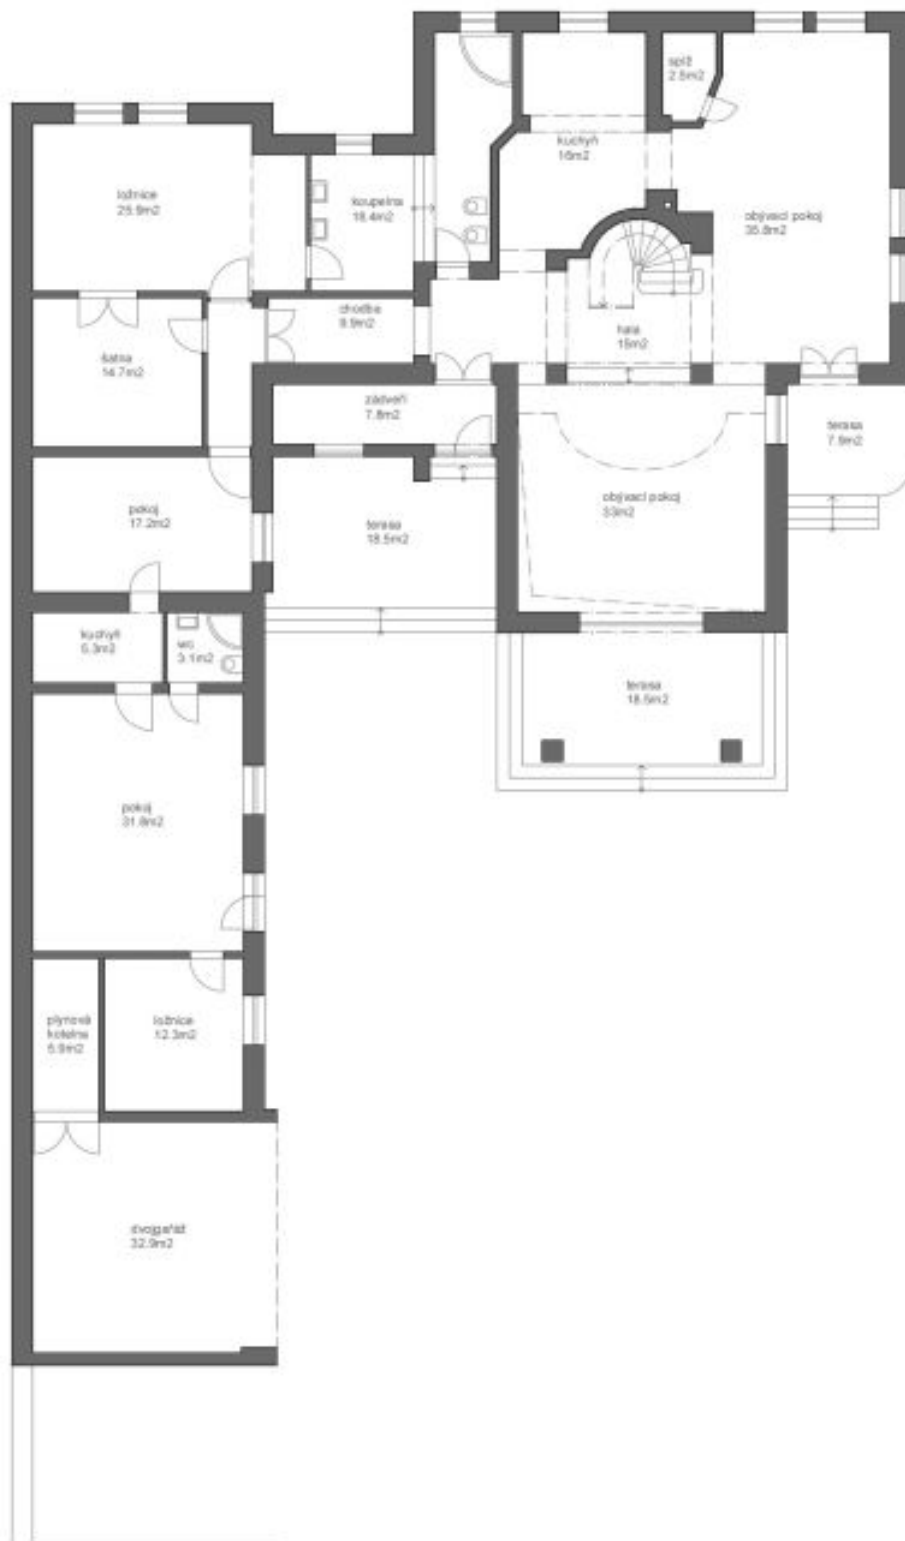 spíž
2.5m2
kuchyň
16m2
ložnice
25.9m2
koupelna
18.4m2
obývací pokoj
35.8m2
chodba
9.9m2
hala
15m2
šatna
14.7m2
zádveří
7.8m2
terasa
7.9m2
pokoj
17.2m2
terasa
18.5m2
obývací pokoj
33m2
kuchyň
5.3m2
wc
3.1m2
terasa
18.5m2
pokoj
31.8m2
plynová
kotelna
5.9m2
ložnice
12.3m2
dvojgaráž
32.9m2